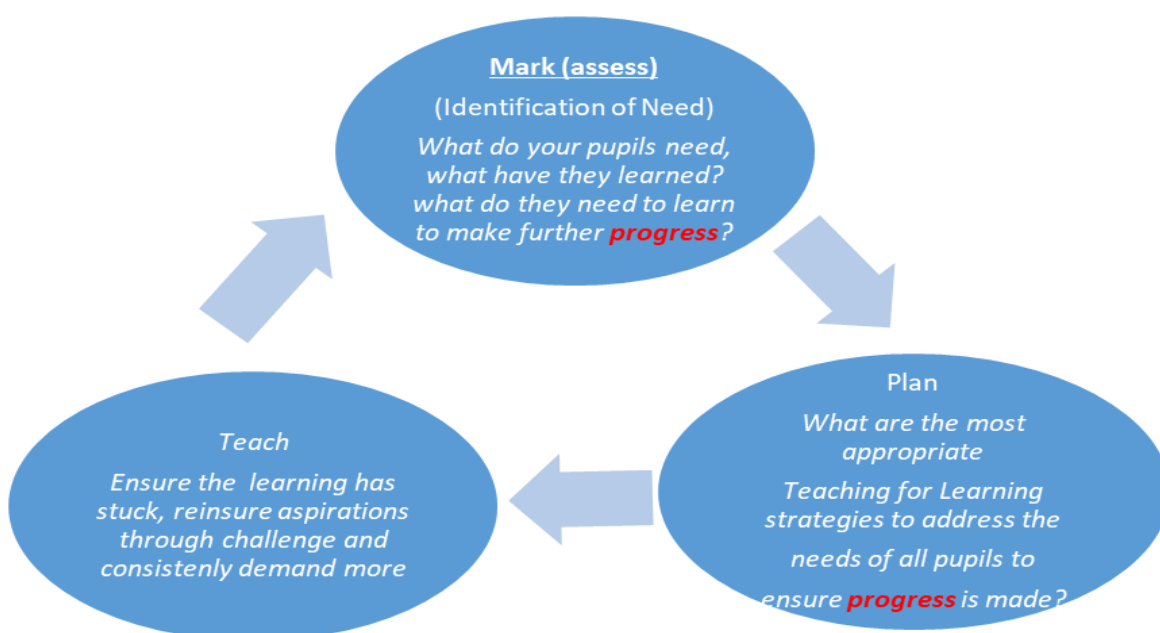 Mark (assess)
(Identification of Need)
What do your pupils need,
what have they learned?
what do they need to learn
to make further progress?
Plan
What are the most
appropriate
Teaching for Learning
strategies to address the
needs of all pupils to
ensure progress is made?
Teach
Ensure the learning has
stuck, reinsure aspirations
through challenge and
consistenly demand more